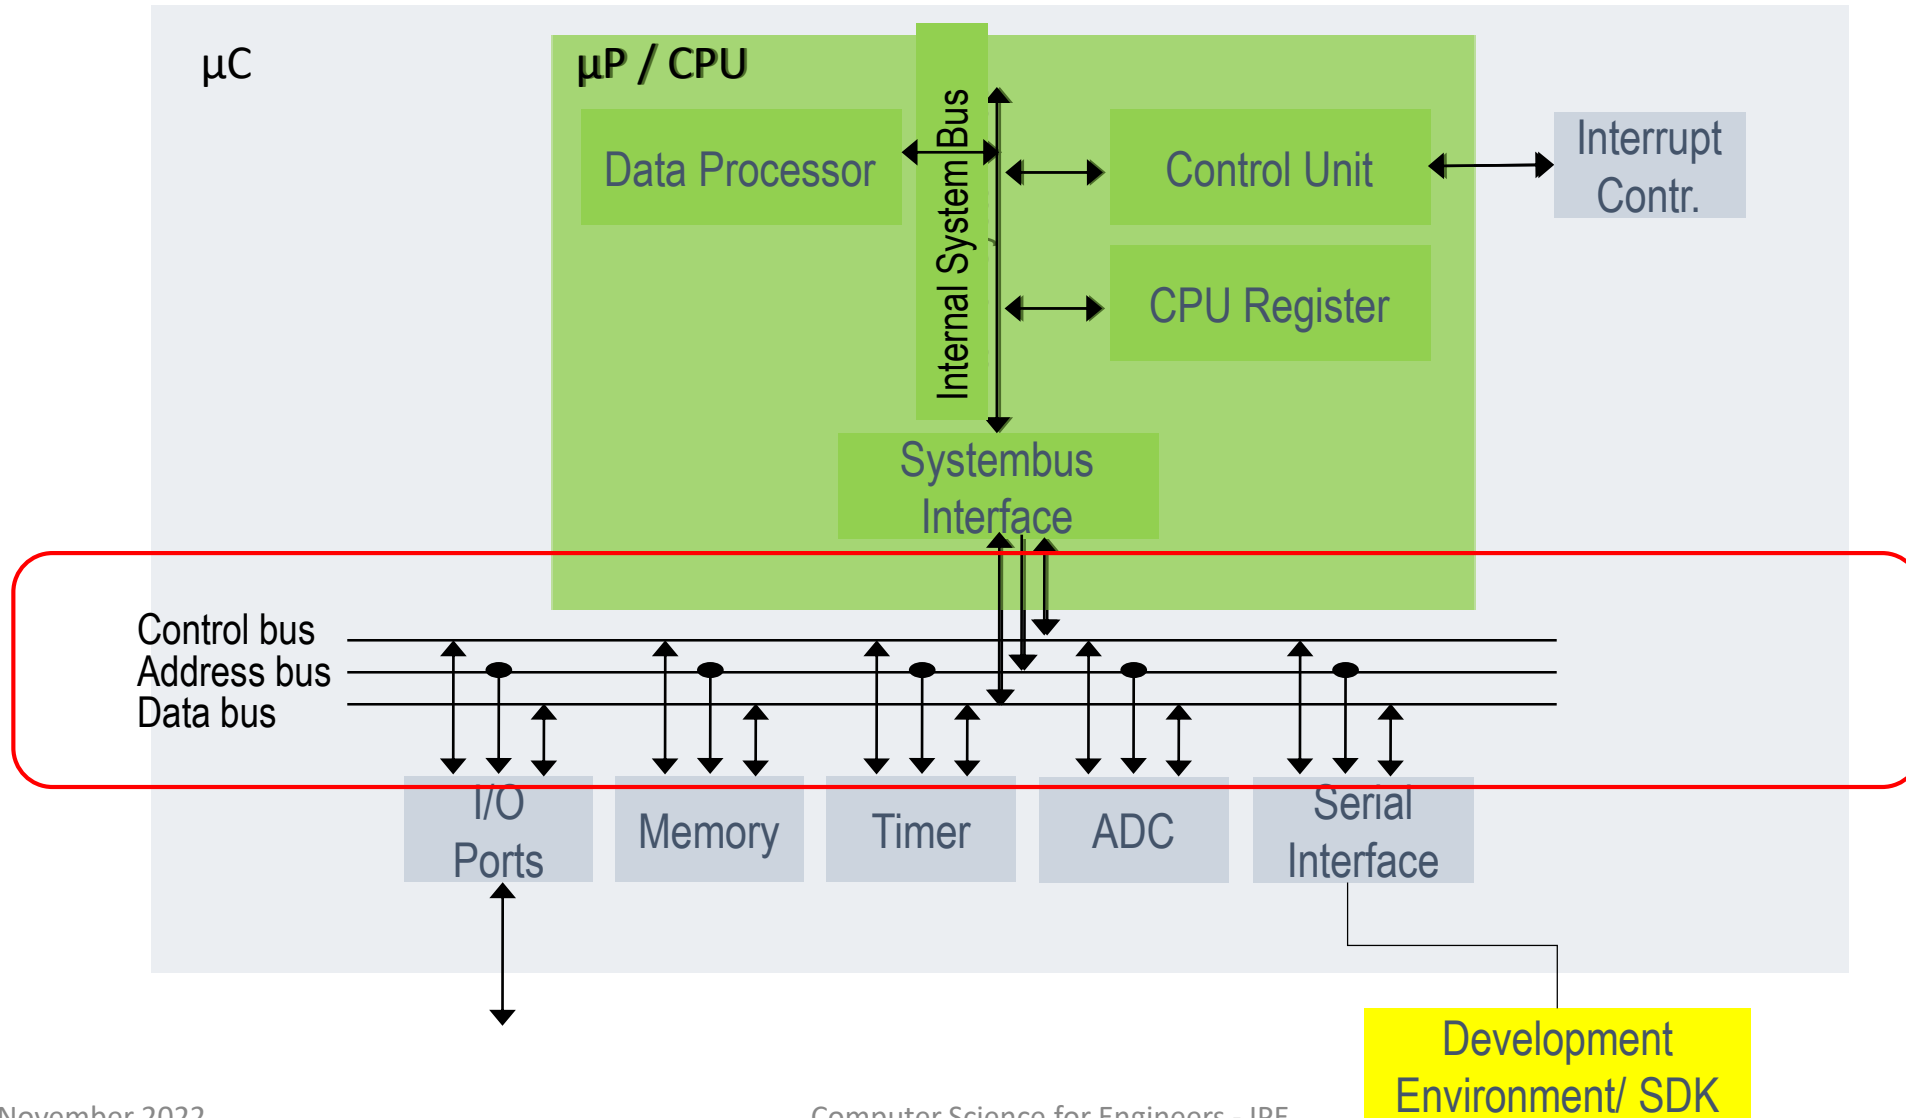 μC
μP / CPU
Internal System Bus
Data Processor
Control Unit
Interrupt
Contr.
CPU Register
Systembus
Interface
Control bus
Address bus
Data bus
I/O
Ports
Memory
Timer
ADC
Serial
Interface
Development
Environment/ SDK
November 2022
Computer Science for Engineers - IPE